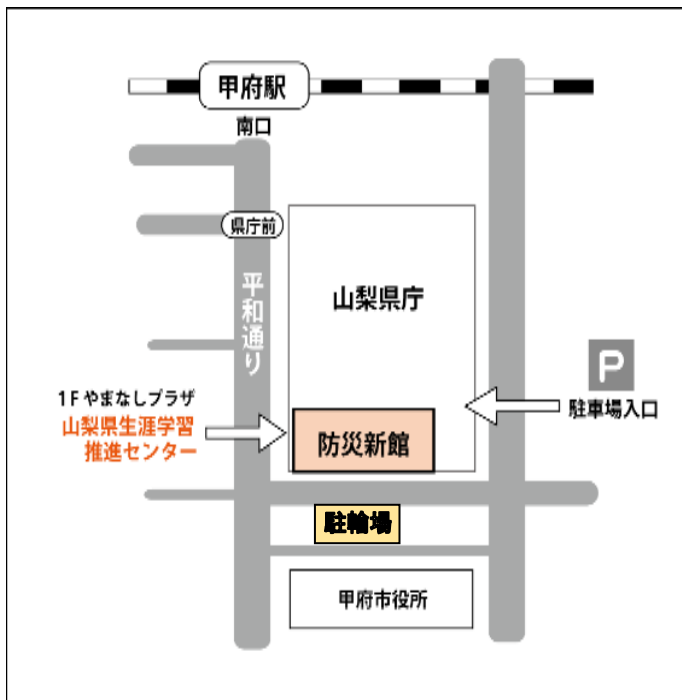 甲府駅
南口
県庁前
平和通り
山梨県庁
P
駐車場入口
1F やまなしプラザ
山梨県生涯学習
推進センター
防災新館
駐輪場
甲府市役所